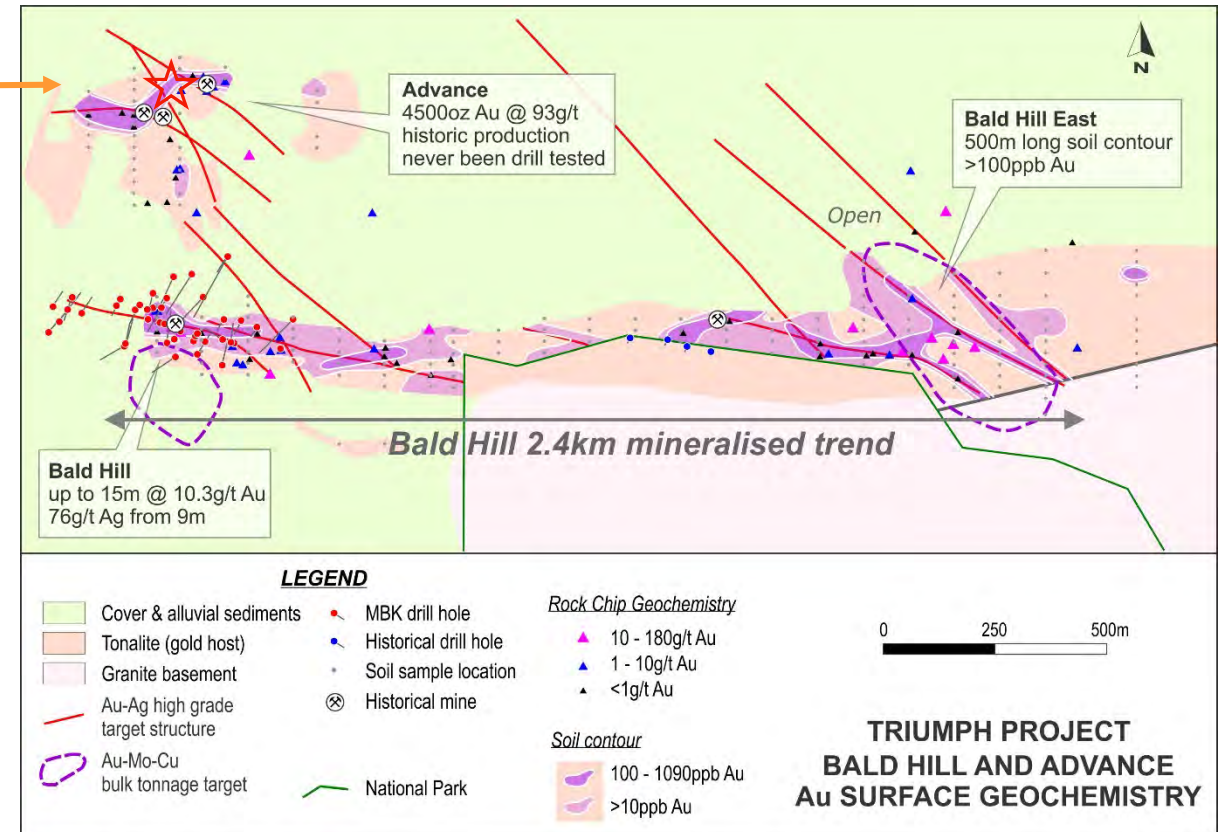 N
Advance
4500oz Au @ 93g/t
historic production
never been drill tested
Bald Hill East
500m long soil contour
>100ppb Au
Open
Bald Hill 2.4km mineralised trend
Bald Hill
up to 15m @ 10.3g/t Au
76g/t Ag from 9m
LEGEND
Cover & alluvial sediments
Tonalite (gold host)
Granite basement
Au-Ag high grade
target structure
Au-Mo-Cu
bulk tonnage target
MBK drill hole
Historical drill hole
Soil sample location
Historical mine
National Park
Rock Chip Geochemistry
10 - 180g/t Au
1 - 10g/t Au
<1g/t Au
Soil contour
100 - 1090ppb Au
>10ppb Au
0 250 500m
TRIUMPH PROJECT
BALD HILL AND ADVANCE
Au SURFACE GEOCHEMISTRY